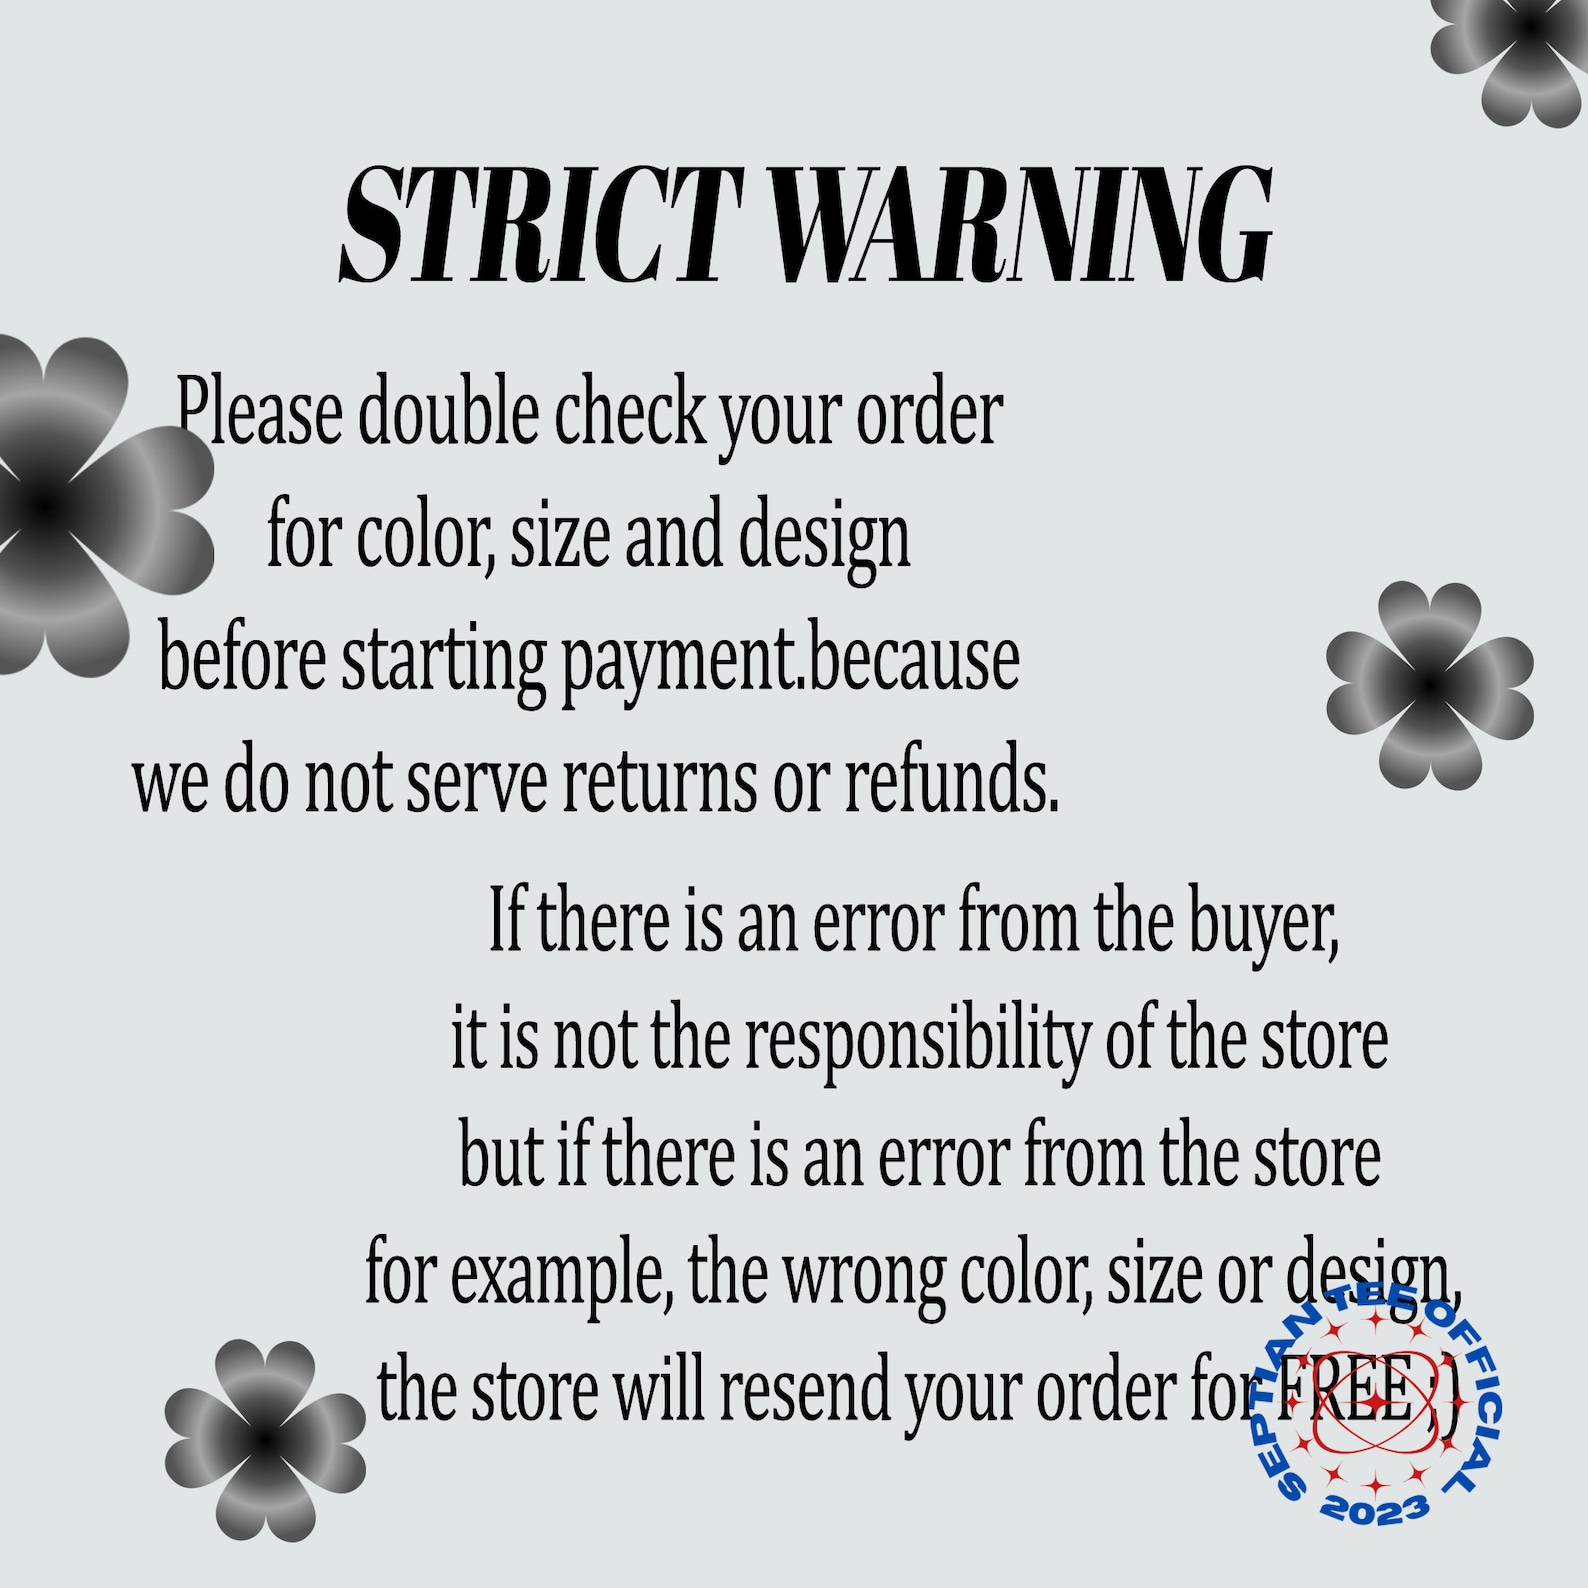 STRICT WARNING
Please double check your order
for color, size and design
before starting payment.because
we do not serve returns or refunds.
If there is an error from the buyer,
it is not the responsibility of the store
but if there is an error from the store
for example, the wrong color, size or design,
the store will resend your order for FREE ;)
SEPTIAN TEE OFFICIAL
2023